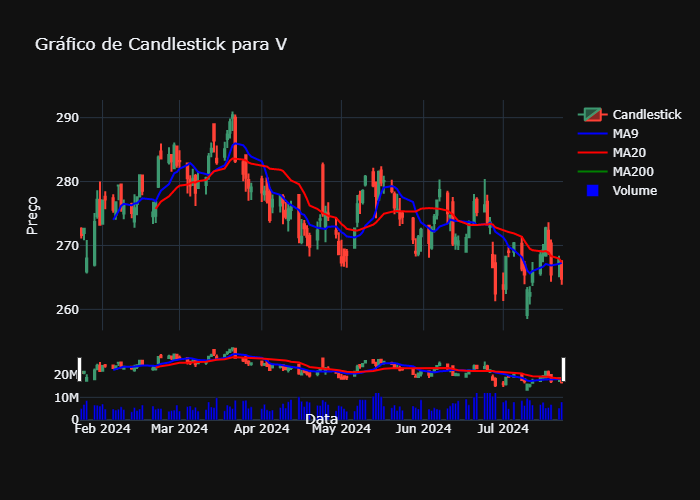 Gráfico de Candlestick para V
290
280
270
260
Preço
Candlestick
MA9
MA20
MA200
Volume
20M
10M
0
Feb 2024
Mar 2024
Apr 2024
May 2024
Jun 2024
Jul 2024
Data